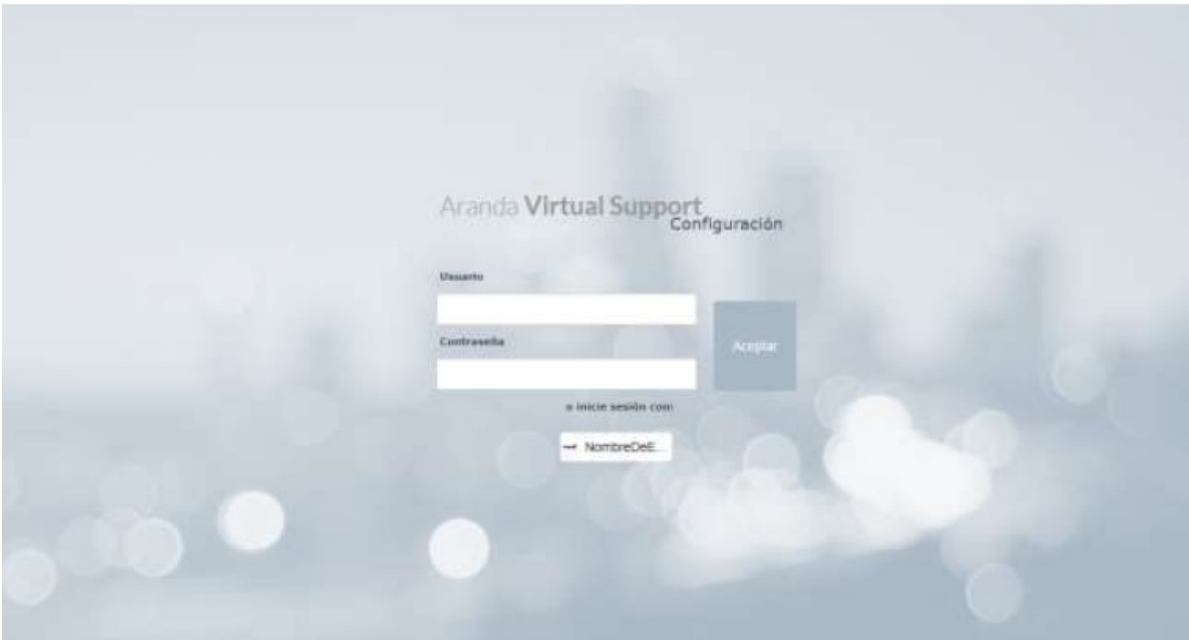 Aranda Virtual Support
Configuración
Usuario
Contraseña
Aceptar
o inicie sesión con:
NombreDeE...